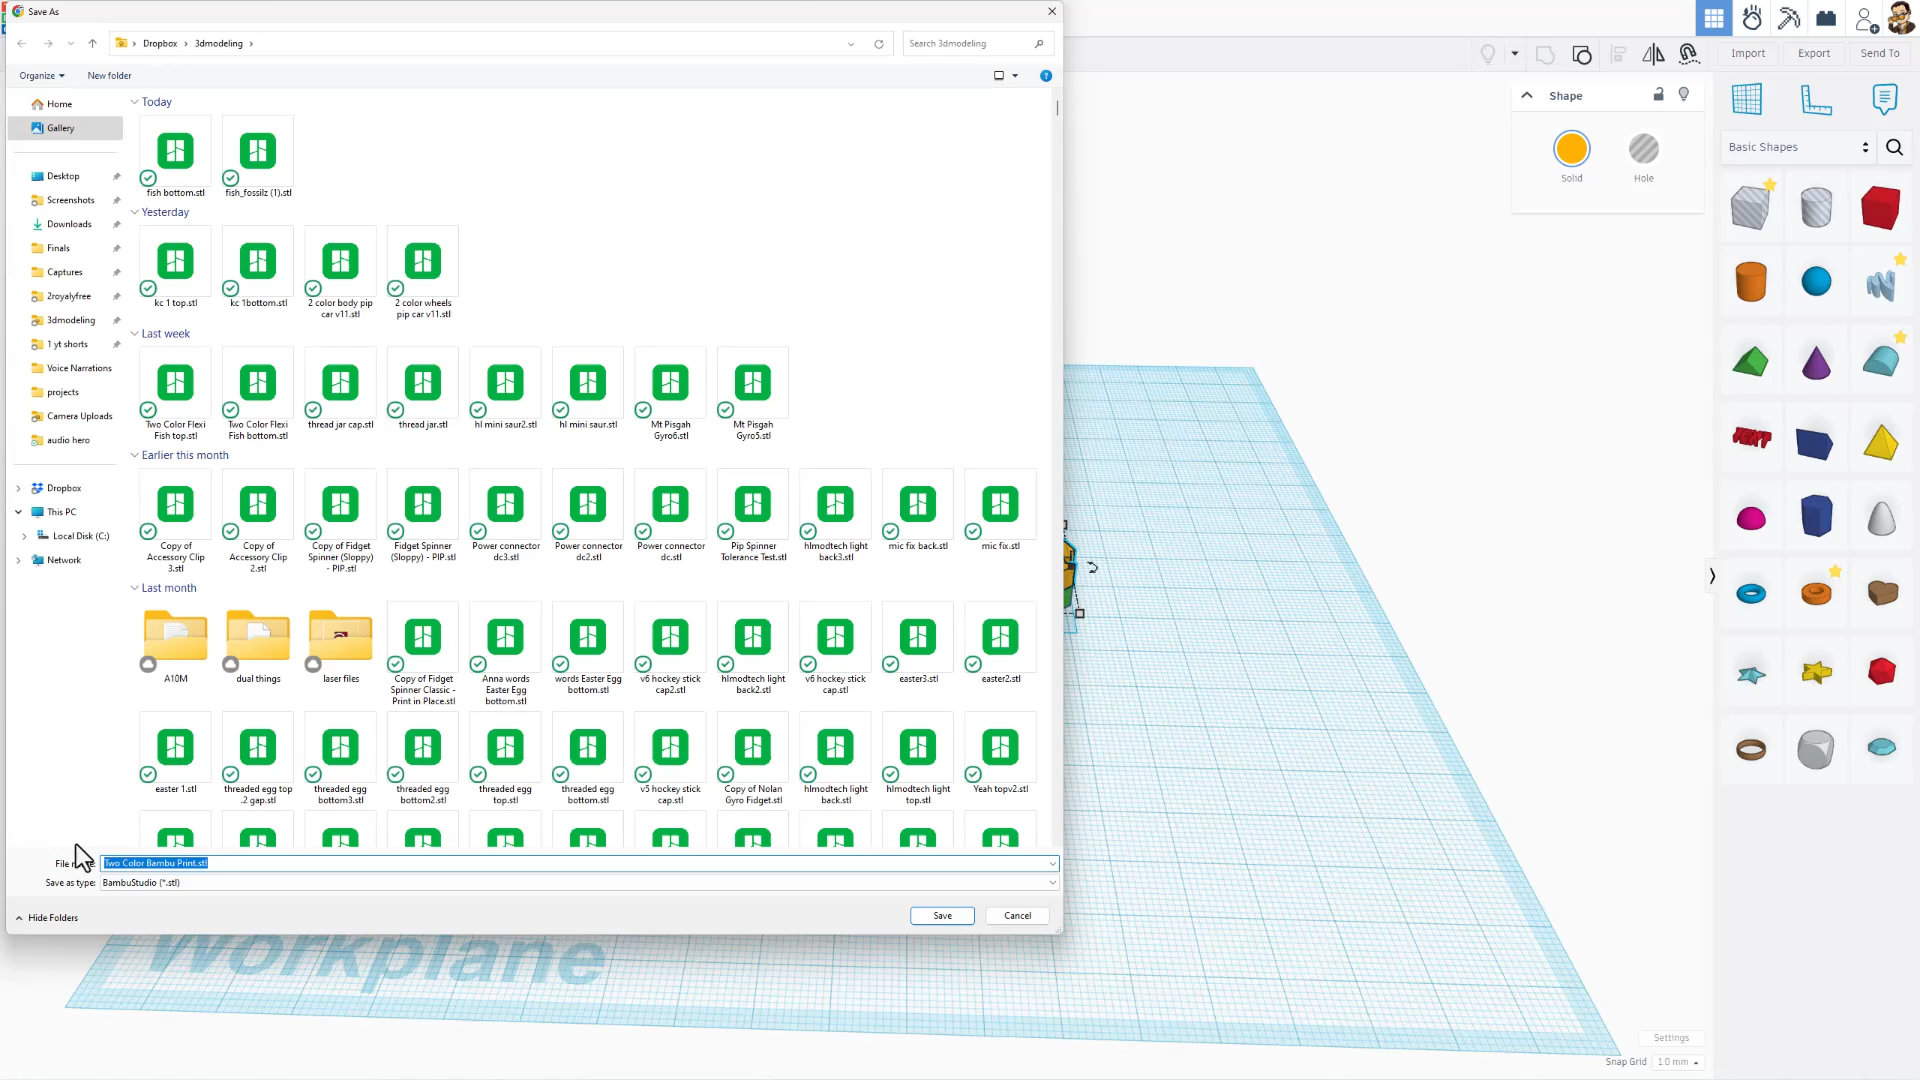 Save As
Dropbox
3dmodeling
Search 3dmodeling
Organize
New folder
Home
Gallery
Desktop
Screenshots
Downloads
Finals
Captures
2royalyfree
3dmodeling
1 yt shorts
Voice Narrations
projects
Camera Uploads
audio hero
Dropbox
This PC
Local Disk (C:)
Network
Today
fish bottom.stl
fish_fossilz (1).stl
Yesterday
kc 1 top.stl
kc 1bottom.stl
2 color body pip
car v11.stl
2 color wheels
pip car v11.stl
Last week
Two Color Flexi
Fish top.stl
Two Color Flexi
Fish bottom.stl
thread jar cap.stl
thread jar.stl
hl mini saur2.stl
hl mini saur.stl
Mt Pisgah
Gyro6.stl
Mt Pisgah
Gyro5.stl
Earlier this month
Copy of
Accessory Clip
3.stl
Copy of
Accessory Clip
2.stl
Copy of Fidget
Spinner (Sloppy)
- PIP.stl
Fidget Spinner
(Sloppy) - PIP.stl
Power connector
dc3.stl
Power connector
dc2.stl
Power connector
dc.stl
Pip Spinner
Tolerance Test.stl
hlmodtech light
back3.stl
mic fix back.stl
mic fix.stl
Last month
A10M
dual things
laser files
Copy of Fidget
Spinner Classic -
Print in Place.stl
Anna words
Easter Egg
bottom.stl
words Easter Egg
bottom.stl
v6 hockey stick
cap2.stl
hlmodtech light
back2.stl
v6 hockey stick
cap.stl
easter3.stl
easter2.stl
easter 1.stl
threaded egg top
.2 gap.stl
threaded egg
bottom3.stl
threaded egg
bottom2.stl
threaded egg
top.stl
threaded egg
bottom.stl
v5 hockey stick
cap.stl
Copy of Nolan
Gyro Fidget.stl
hlmodtech light
back.stl
hlmodtech light
top.stl
Yeah topv2.stl
File
Two Color Bambu Print.stl
Save as type:
BambuStudio (*.stl)
Hide Folders
Save
Cancel
Workplane
Import
Export
Send To
Shape
Solid
Hole
Basic Shapes
TEXT
Settings
Snap Grid
1.0 mm